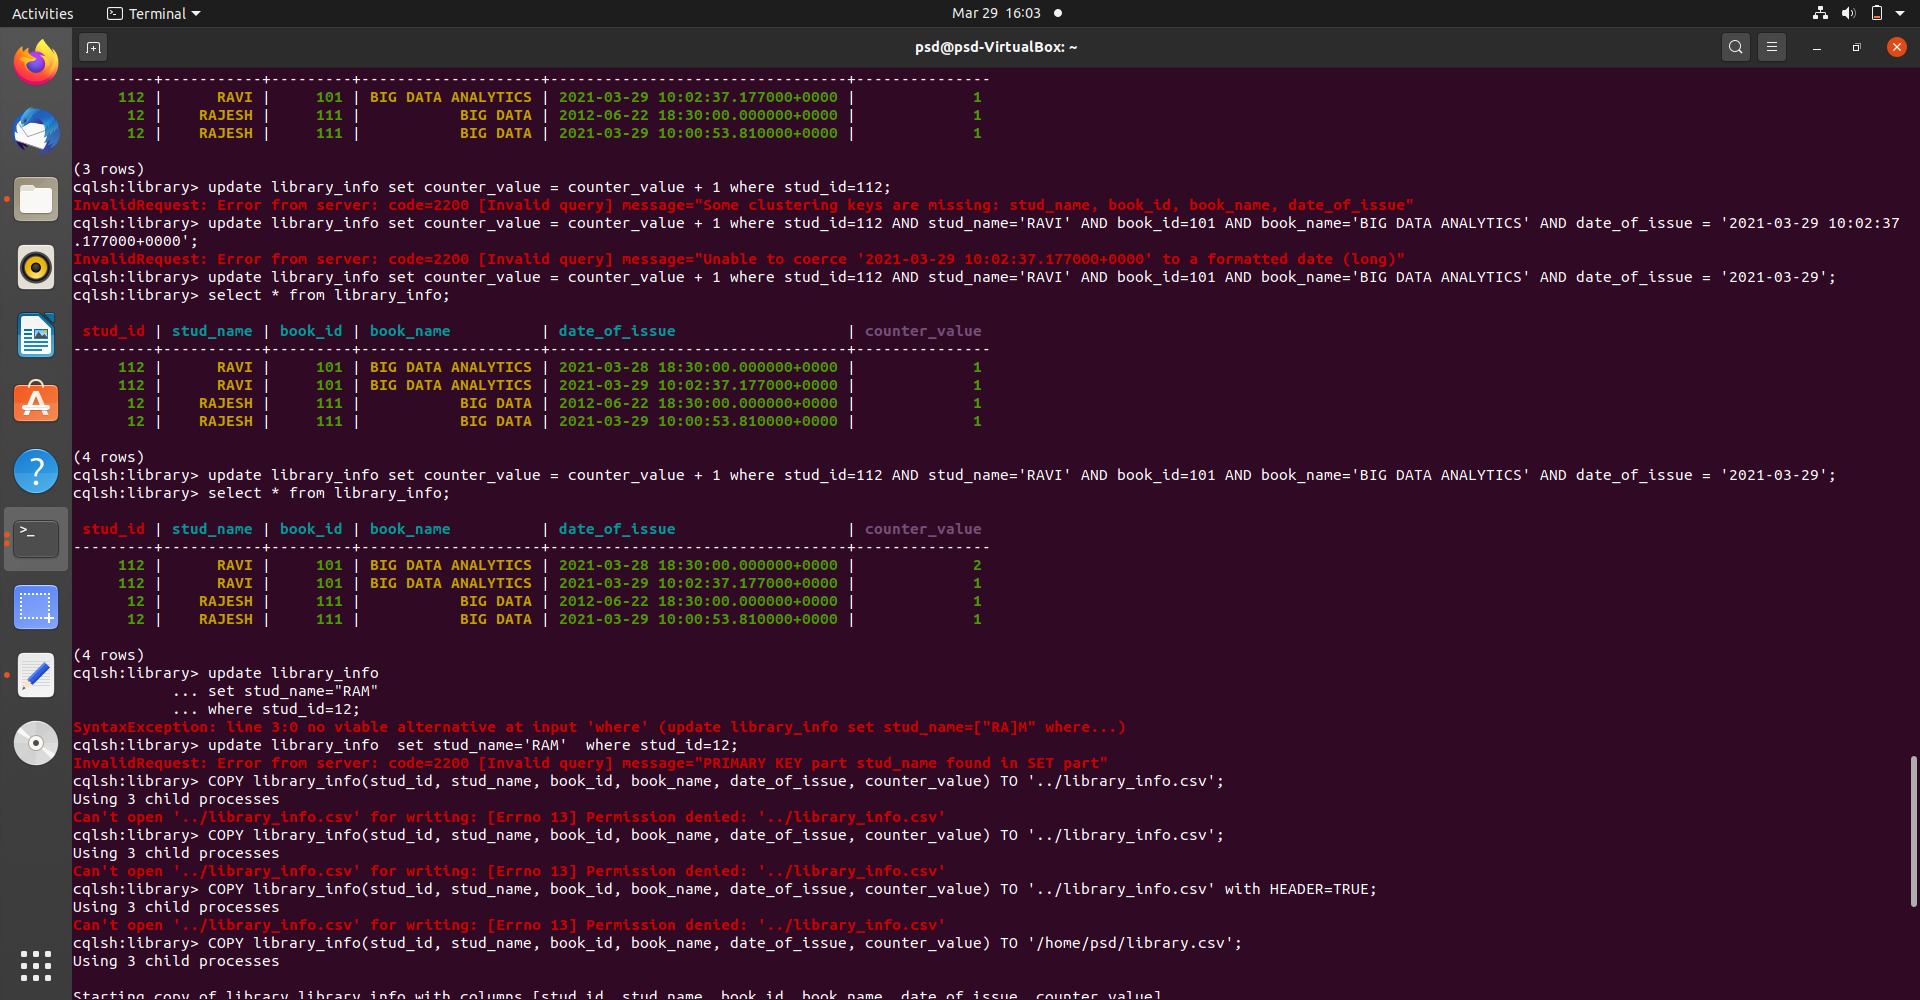 Activities Terminal Mar 29 16:03
psd@psd-VirtualBox: ~
---------+-----------+---------+--------------------+---------------------------------+---------------
112 | RAVI | 101 | BIG DATA ANALYTICS | 2021-03-29 10:02:37.177000+0000 | 1
12 | RAJESH | 111 | BIG DATA | 2012-06-22 18:30:00.000000+0000 | 1
12 | RAJESH | 111 | BIG DATA | 2021-03-29 10:00:53.810000+0000 | 1
(3 rows)
cqlsh:library> update library_info set counter_value = counter_value + 1 where stud_id=112;
InvalidRequest: Error from server: code=2200 [Invalid query] message="Some clustering keys are missing: stud_name, book_id, book_name, date_of_issue"
cqlsh:library> update library_info set counter_value = counter_value + 1 where stud_id=112 AND stud_name='RAVI' AND book_id=101 AND book_name='BIG DATA ANALYTICS' AND date_of_issue = '2021-03-29 10:02:37
.177000+0000';
InvalidRequest: Error from server: code=2200 [Invalid query] message="Unable to coerce '2021-03-29 10:02:37.177000+0000' to a formatted date (long)"
cqlsh:library> update library_info set counter_value = counter_value + 1 where stud_id=112 AND stud_name='RAVI' AND book_id=101 AND book_name='BIG DATA ANALYTICS' AND date_of_issue = '2021-03-29';
cqlsh:library> select * from library_info;
stud_id | stud_name | book_id | book_name | date_of_issue | counter_value
---------+-----------+---------+--------------------+---------------------------------+---------------
112 | RAVI | 101 | BIG DATA ANALYTICS | 2021-03-28 18:30:00.000000+0000 | 1
112 | RAVI | 101 | BIG DATA ANALYTICS | 2021-03-29 10:02:37.177000+0000 | 1
12 | RAJESH | 111 | BIG DATA | 2012-06-22 18:30:00.000000+0000 | 1
12 | RAJESH | 111 | BIG DATA | 2021-03-29 10:00:53.810000+0000 | 1
(4 rows)
cqlsh:library> update library_info set counter_value = counter_value + 1 where stud_id=112 AND stud_name='RAVI' AND book_id=101 AND book_name='BIG DATA ANALYTICS' AND date_of_issue = '2021-03-29';
cqlsh:library> select * from library_info;
stud_id | stud_name | book_id | book_name | date_of_issue | counter_value
---------+-----------+---------+--------------------+---------------------------------+---------------
112 | RAVI | 101 | BIG DATA ANALYTICS | 2021-03-28 18:30:00.000000+0000 | 2
112 | RAVI | 101 | BIG DATA ANALYTICS | 2021-03-29 10:02:37.177000+0000 | 1
12 | RAJESH | 111 | BIG DATA | 2012-06-22 18:30:00.000000+0000 | 1
12 | RAJESH | 111 | BIG DATA | 2021-03-29 10:00:53.810000+0000 | 1
(4 rows)
cqlsh:library> update library_info
... set stud_name="RAM"
... where stud_id=12;
SyntaxException: line 3:0 no viable alternative at input 'where' (update library_info set stud_name=["RA]M" where...)
cqlsh:library> update library_info  set stud_name='RAM'  where stud_id=12;
InvalidRequest: Error from server: code=2200 [Invalid query] message="PRIMARY KEY part stud_name found in SET part"
cqlsh:library> COPY library_info(stud_id, stud_name, book_id, book_name, date_of_issue, counter_value) TO '../library_info.csv';
Using 3 child processes
Can't open '../library_info.csv' for writing: [Errno 13] Permission denied: '../library_info.csv'
cqlsh:library> COPY library_info(stud_id, stud_name, book_id, book_name, date_of_issue, counter_value) TO '../library_info.csv';
Using 3 child processes
Can't open '../library_info.csv' for writing: [Errno 13] Permission denied: '../library_info.csv'
cqlsh:library> COPY library_info(stud_id, stud_name, book_id, book_name, date_of_issue, counter_value) TO '../library_info.csv' with HEADER=TRUE;
Using 3 child processes
Can't open '../library_info.csv' for writing: [Errno 13] Permission denied: '../library_info.csv'
cqlsh:library> COPY library_info(stud_id, stud_name, book_id, book_name, date_of_issue, counter_value) TO '/home/psd/library.csv';
Using 3 child processes
Starting copy of library.library_info with columns [stud_id, stud_name, book_id, book_name, date_of_issue, counter_value].